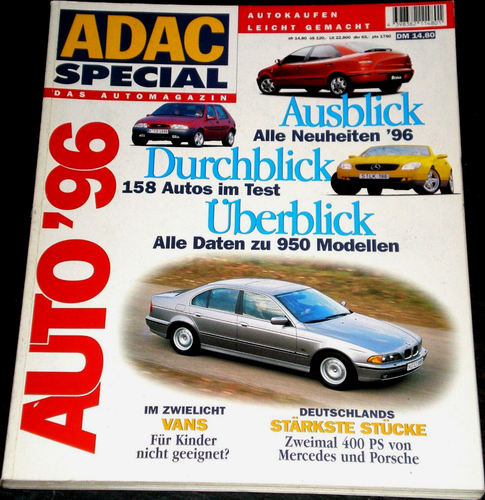 ADAC
SPECIAL
DAS AUTOMAGAZIN
AUTOKAUFEN
LEICHT GEMACHT
DM 14,80
Ausblick
Alle Neuheiten '96
Durchblick
158 Autos im Test
Überblick
Alle Daten zu 950 Modellen
AUTO '96
IM ZWIELICHT
VANS
Für Kinder
nicht geeignet?
DEUTSCHLANDS
STÄRKSTE STÜCKE
Zweimal 400 PS von
Mercedes und Porsche